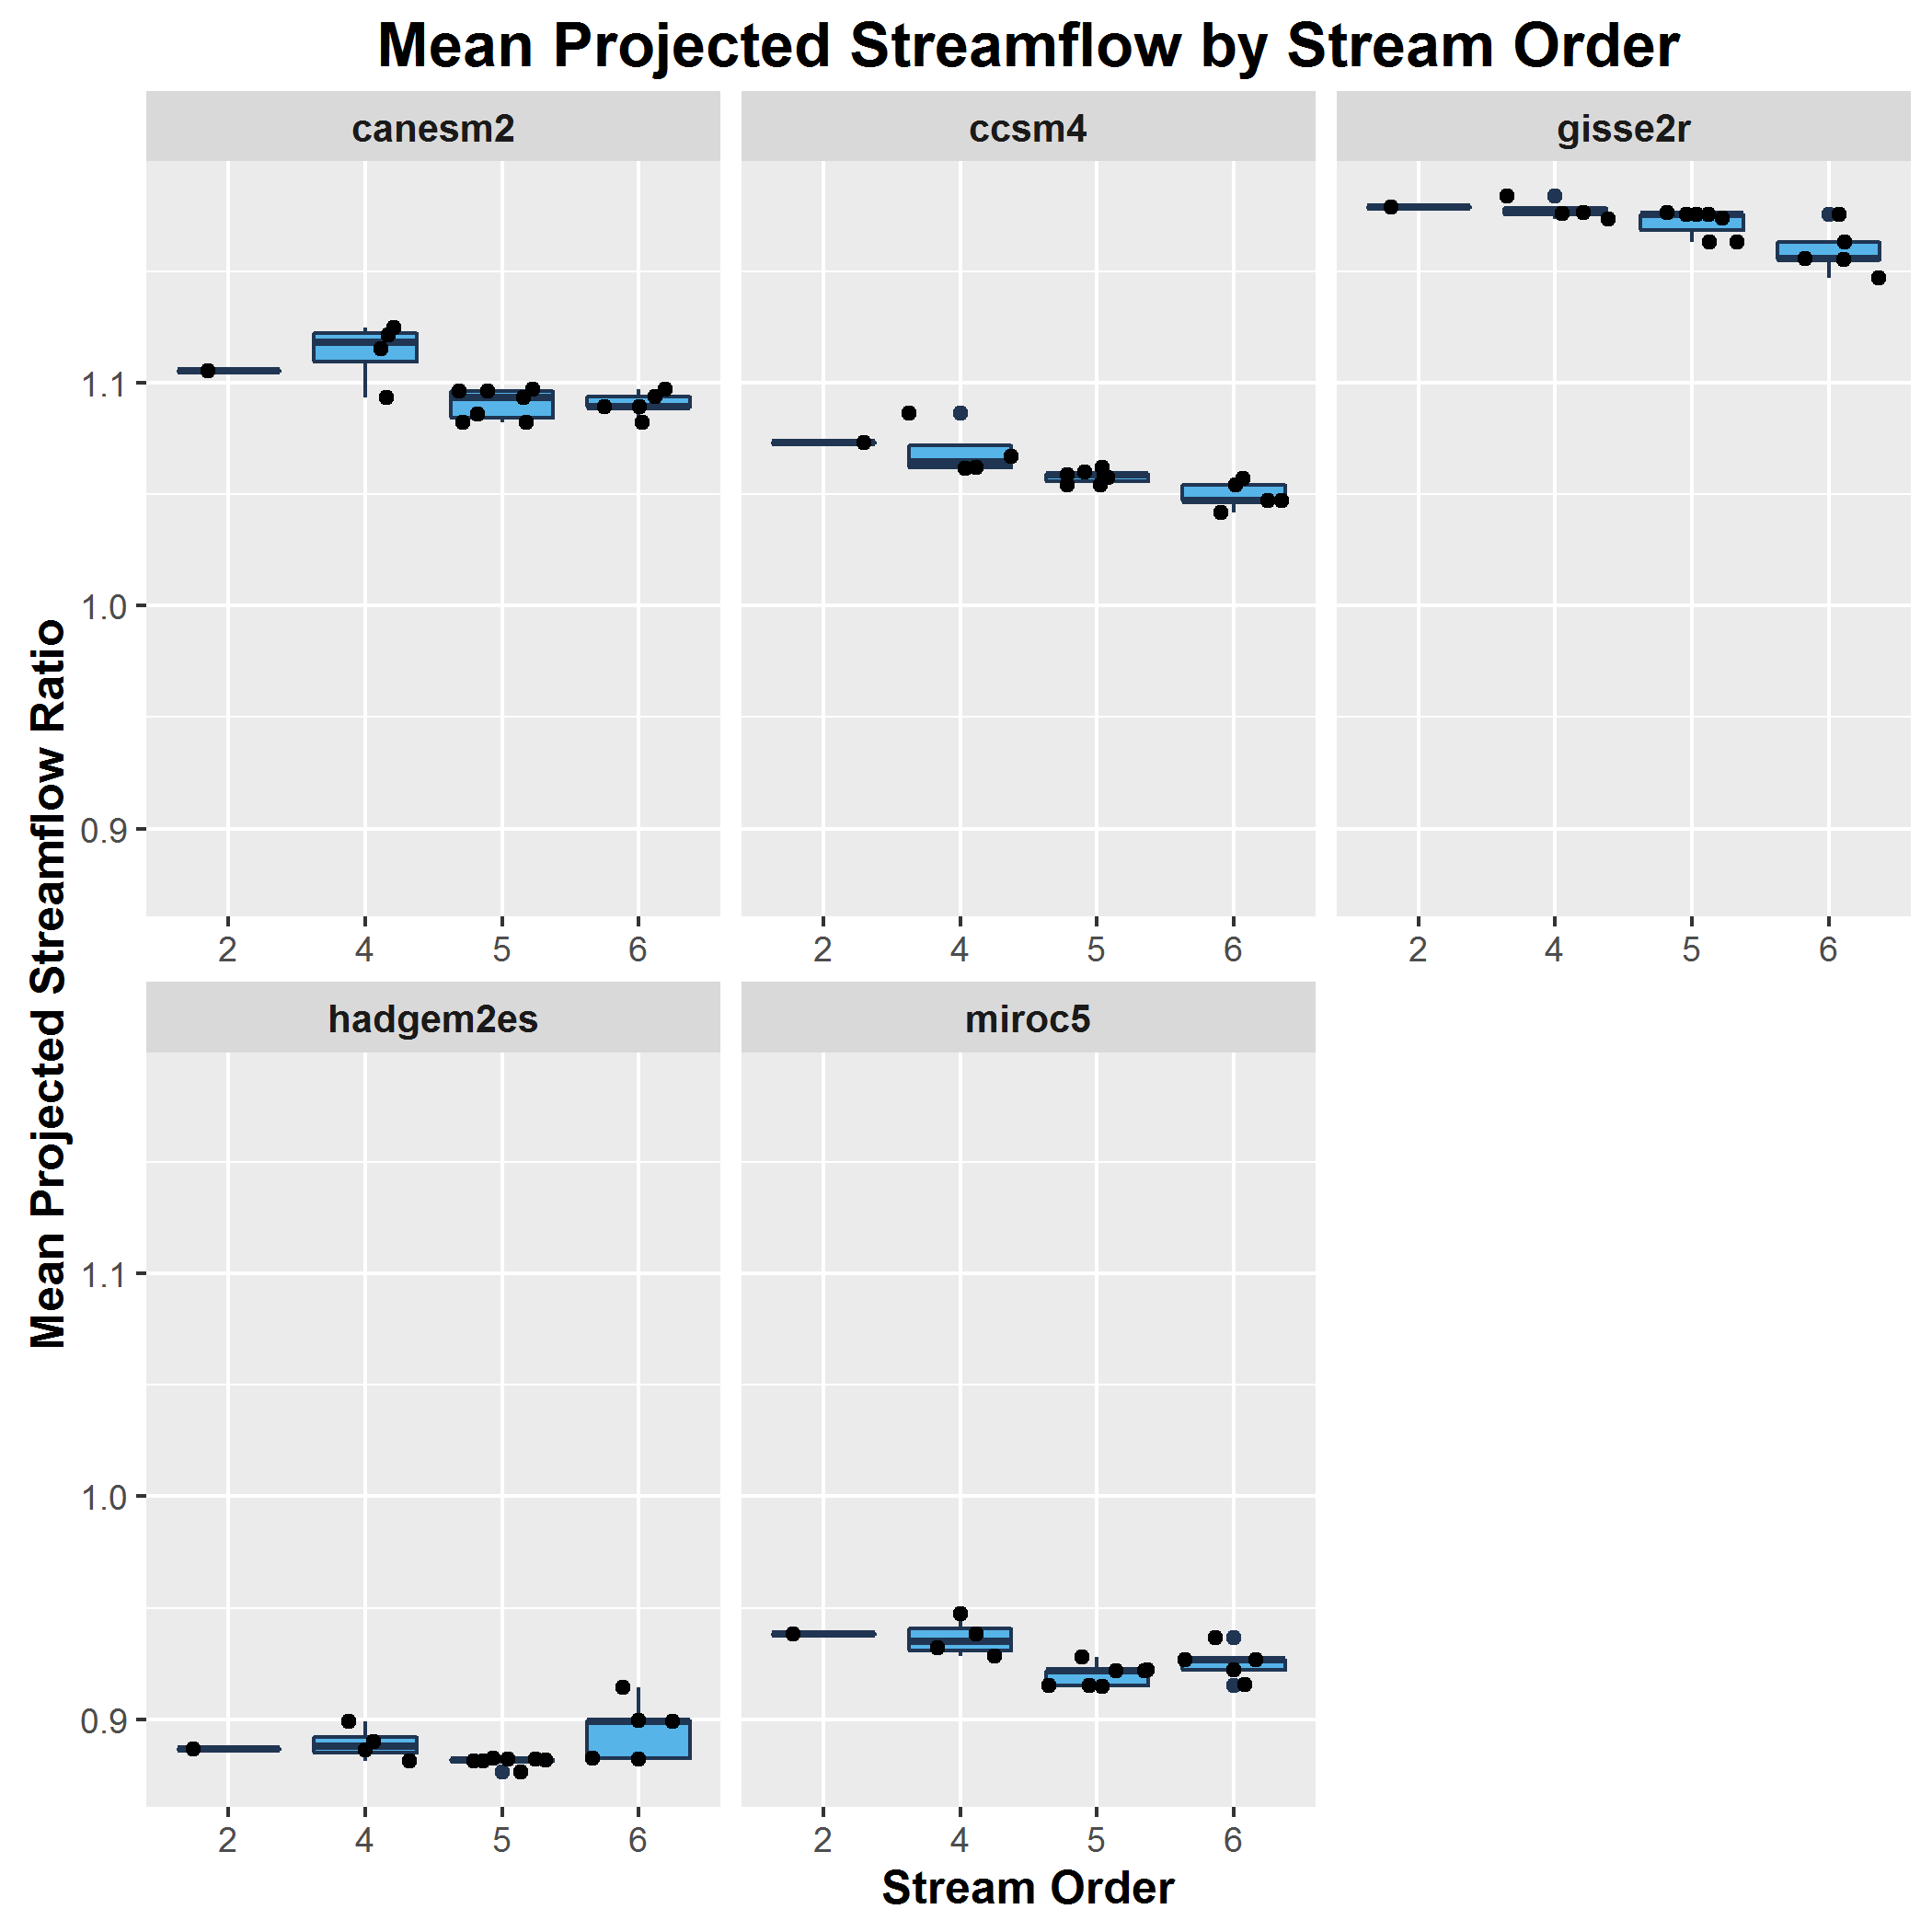 Mean Projected Streamflow by Stream Order
canesm2
ccsm4
gisse2r
1.1
1.0
0.9
2 4 5 6
2 4 5 6
2 4 5 6
Mean Projected Streamflow Ratio
hadgem2es
miroc5
1.1
1.0
0.9
2 4 5 6
2 4 5 6
Stream Order